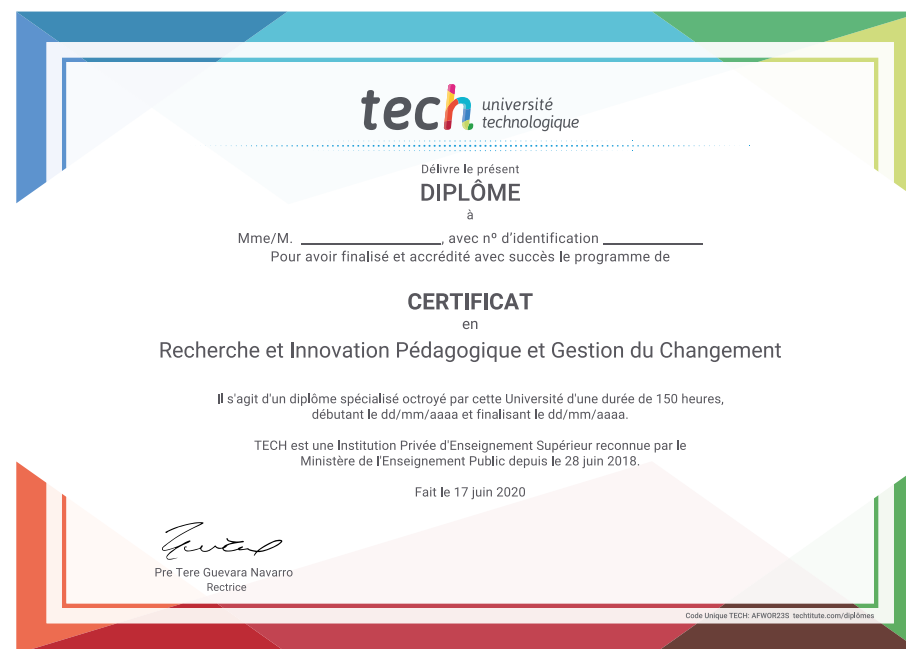 tech université
technologique
Délivre le présent
DIPLÔME
à
Mme/M. ____________________, avec nº d'identification ______________
Pour avoir finalisé et accrédité avec succès le programme de
CERTIFICAT
en
Recherche et Innovation Pédagogique et Gestion du Changement
Il s'agit d'un diplôme spécialisé octroyé par cette Université d'une durée de 150 heures,
débutant le dd/mm/aaaa et finalisant le dd/mm/aaaa.
TECH est une Institution Privée d'Enseignement Supérieur reconnue par le
Ministère de l'Enseignement Public depuis le 28 juin 2018.
Fait le 17 juin 2020
Pre Tere Guevara Navarro
Rectrice
Code Unique TECH: AFWOR23S techtitute.com/diplômes